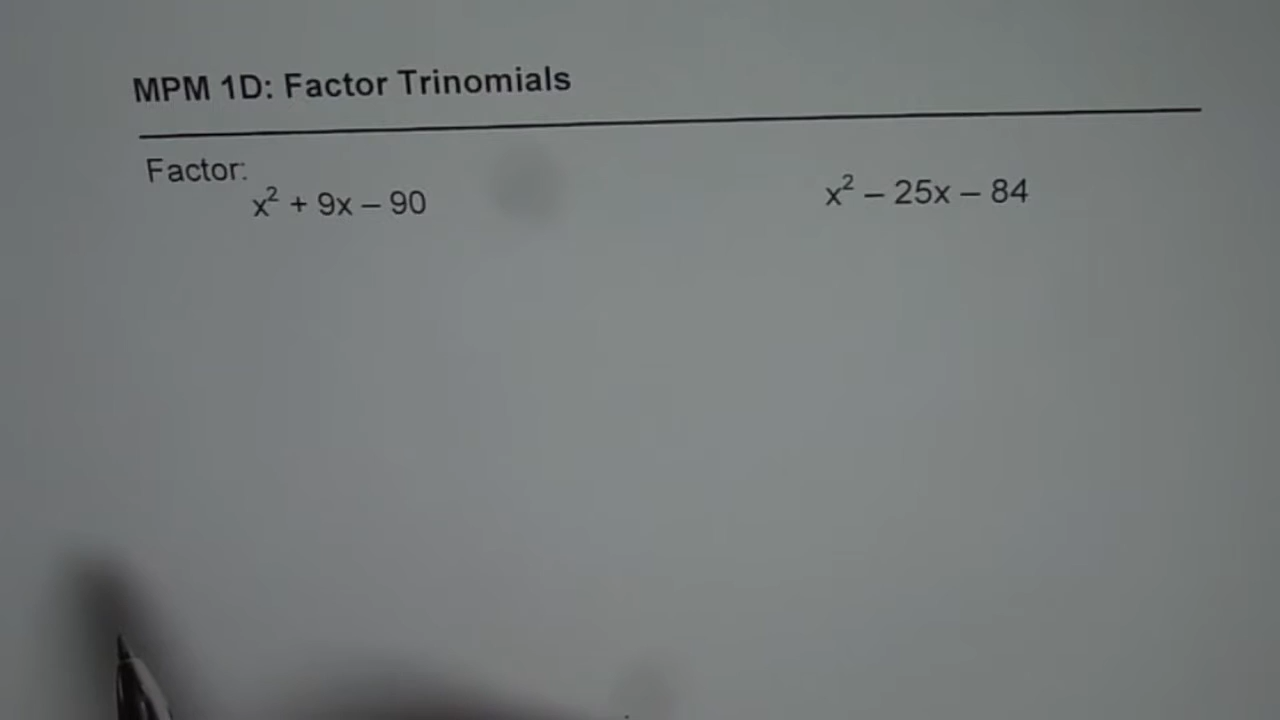 MPM 1D: Factor Trinomials
Factor:
x² + 9x – 90
x² – 25x – 84